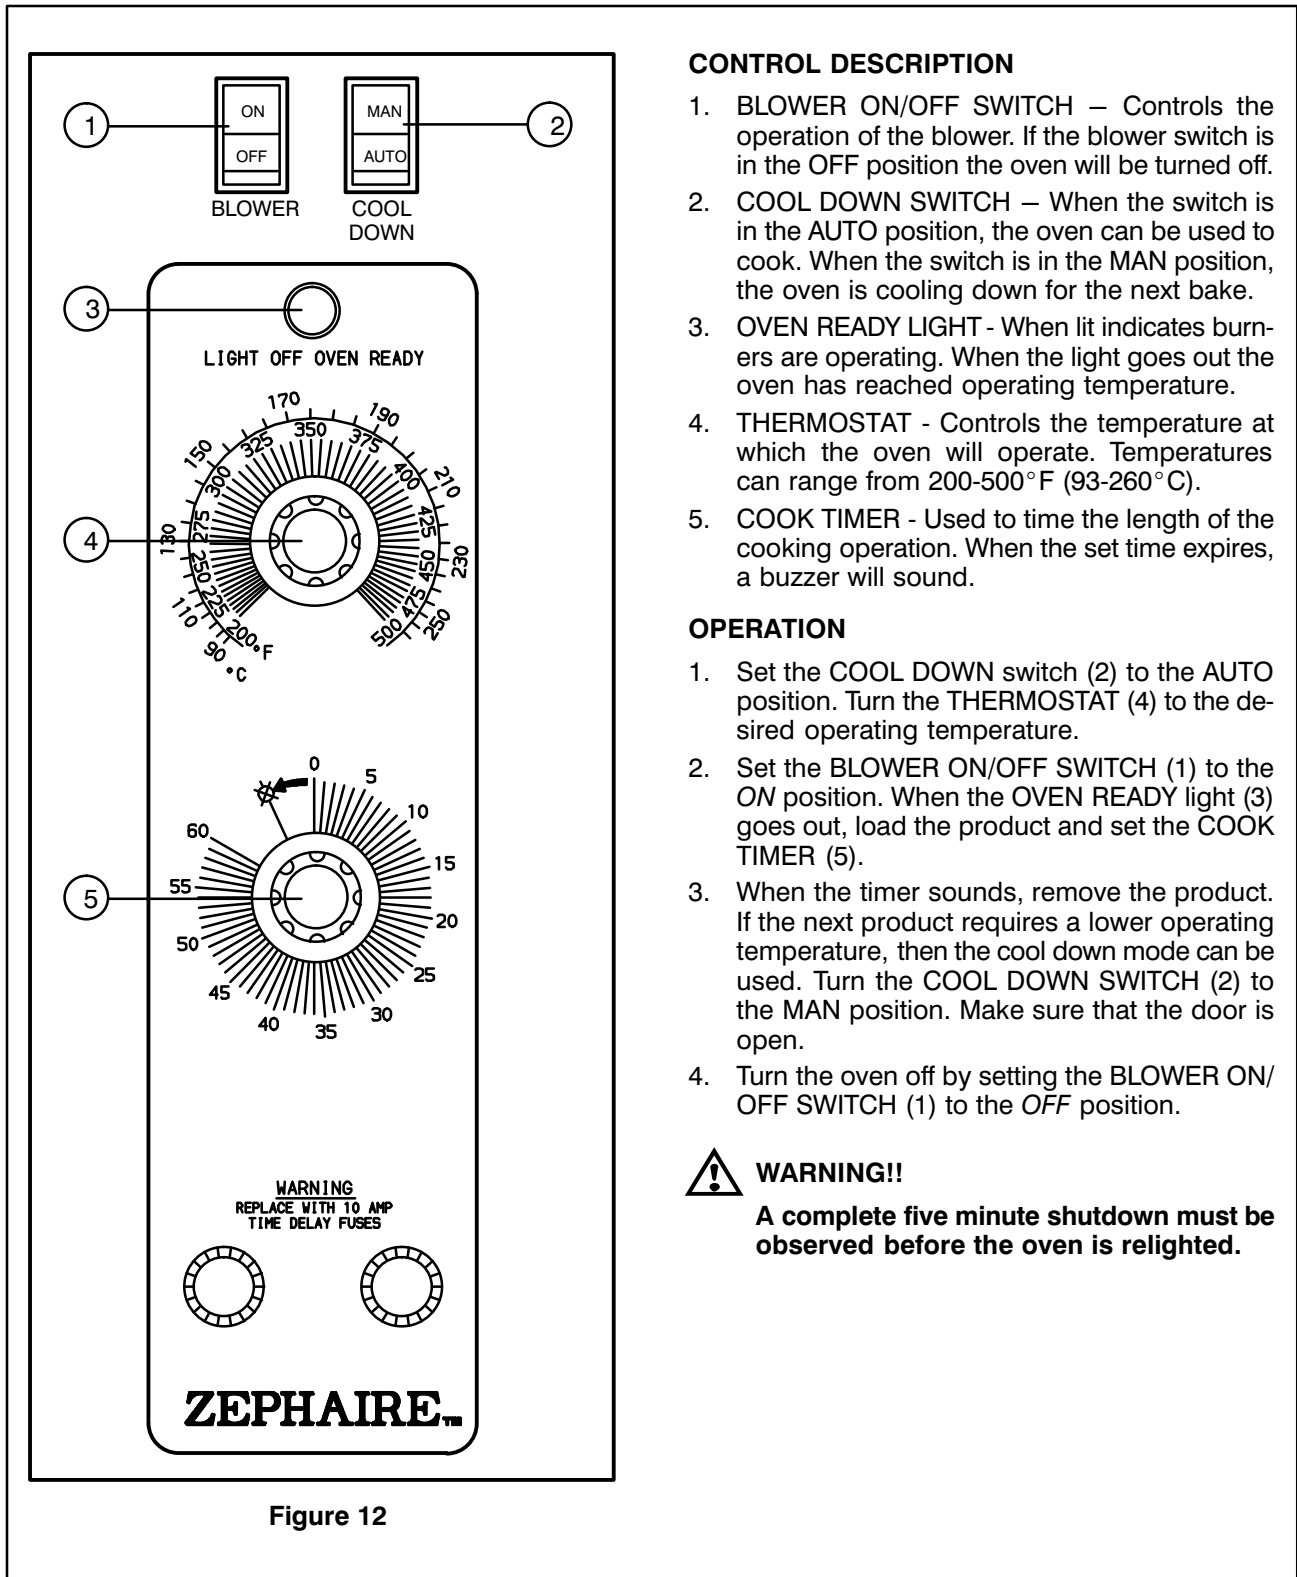 ON
OFF
BLOWER
MAN
AUTO
COOL
DOWN
1
2
3
LIGHT OFF OVEN READY
4
90 110 130 150 170 190 210 230 250
°C
200 225 250 275 300 325 350 375 400 425 450 475 500
°F
5
0 5 10 15 20 25 30 35 40 45 50 55 60
WARNING
REPLACE WITH 10 AMP
TIME DELAY FUSES
ZEPHAIRE™
Figure 12
CONTROL DESCRIPTION
1. BLOWER ON/OFF SWITCH – Controls the
operation of the blower. If the blower switch is
in the OFF position the oven will be turned off.
2. COOL DOWN SWITCH – When the switch is
in the AUTO position, the oven can be used to
cook. When the switch is in the MAN position,
the oven is cooling down for the next bake.
3. OVEN READY LIGHT - When lit indicates burn-
ers are operating. When the light goes out the
oven has reached operating temperature.
4. THERMOSTAT - Controls the temperature at
which the oven will operate. Temperatures
can range from 200-500°F (93-260°C).
5. COOK TIMER - Used to time the length of the
cooking operation. When the set time expires,
a buzzer will sound.
OPERATION
1. Set the COOL DOWN switch (2) to the AUTO
position. Turn the THERMOSTAT (4) to the de-
sired operating temperature.
2. Set the BLOWER ON/OFF SWITCH (1) to the
ON position. When the OVEN READY light (3)
goes out, load the product and set the COOK
TIMER (5).
3. When the timer sounds, remove the product.
If the next product requires a lower operating
temperature, then the cool down mode can be
used. Turn the COOL DOWN SWITCH (2) to
the MAN position. Make sure that the door is
open.
4. Turn the oven off by setting the BLOWER ON/
OFF SWITCH (1) to the OFF position.
WARNING!!
A complete five minute shutdown must be
observed before the oven is relighted.